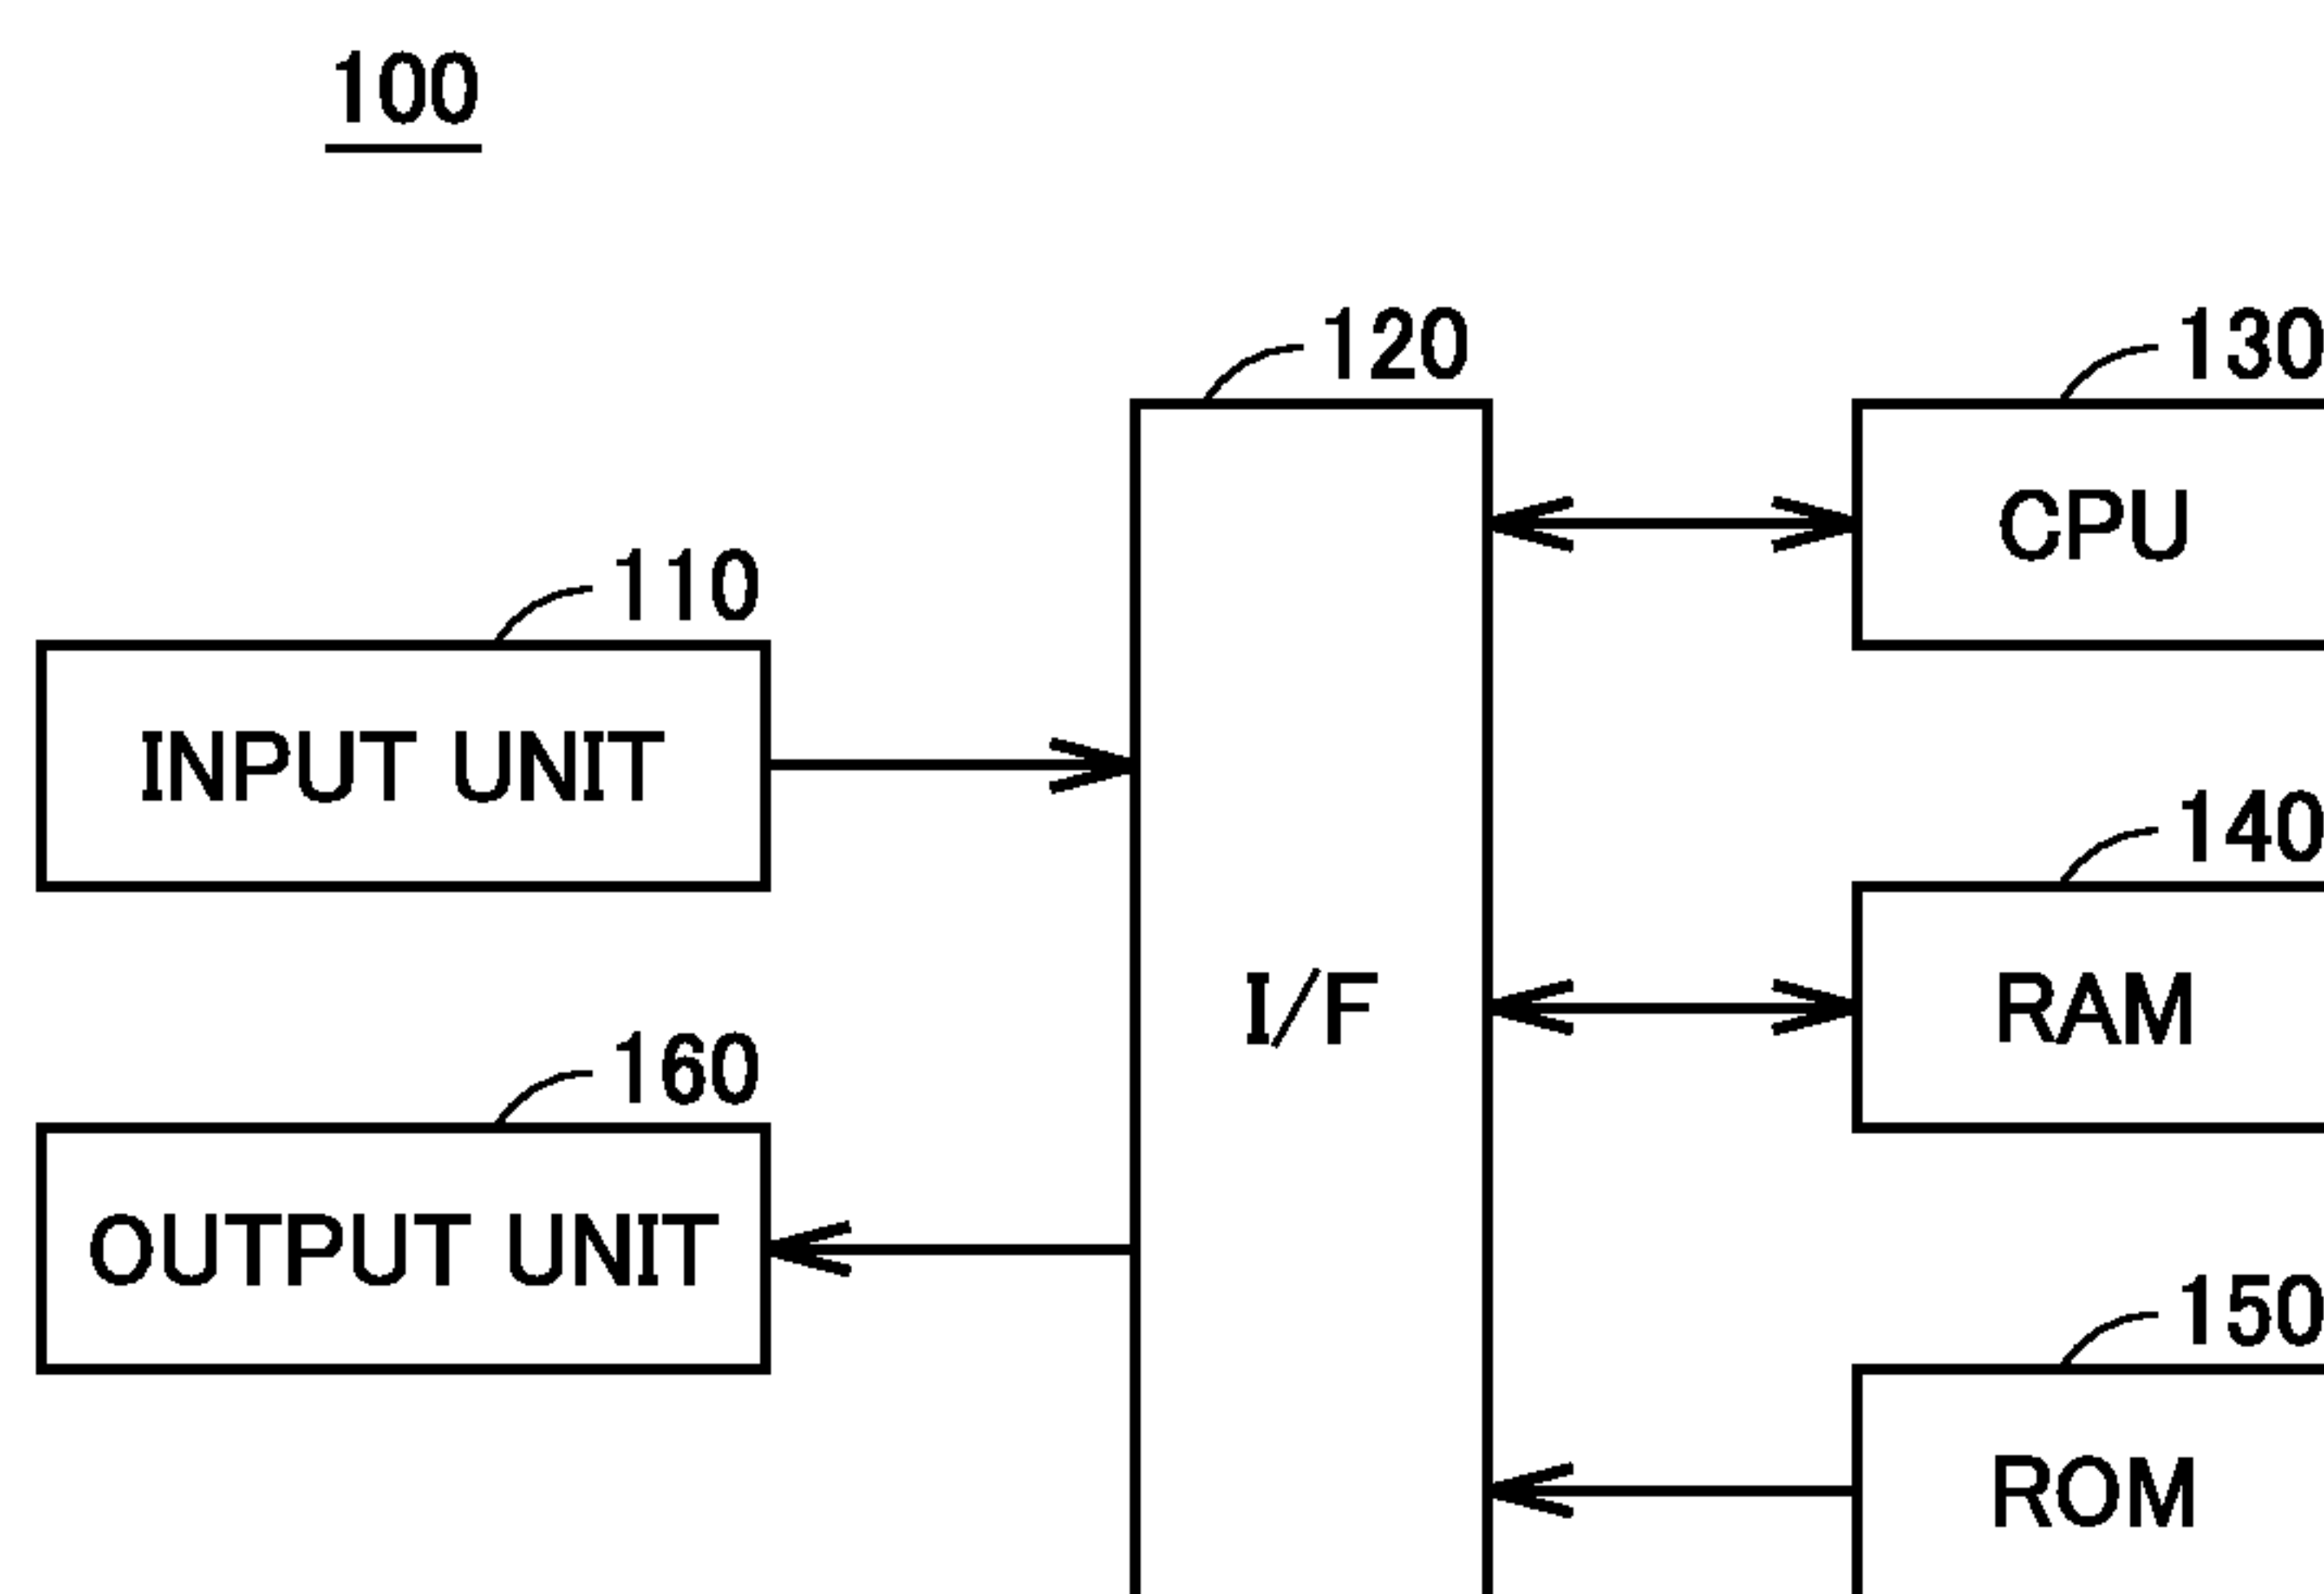 100
120
130
CPU
110
INPUT UNIT
140
RAM
I/F
160
OUTPUT UNIT
150
ROM